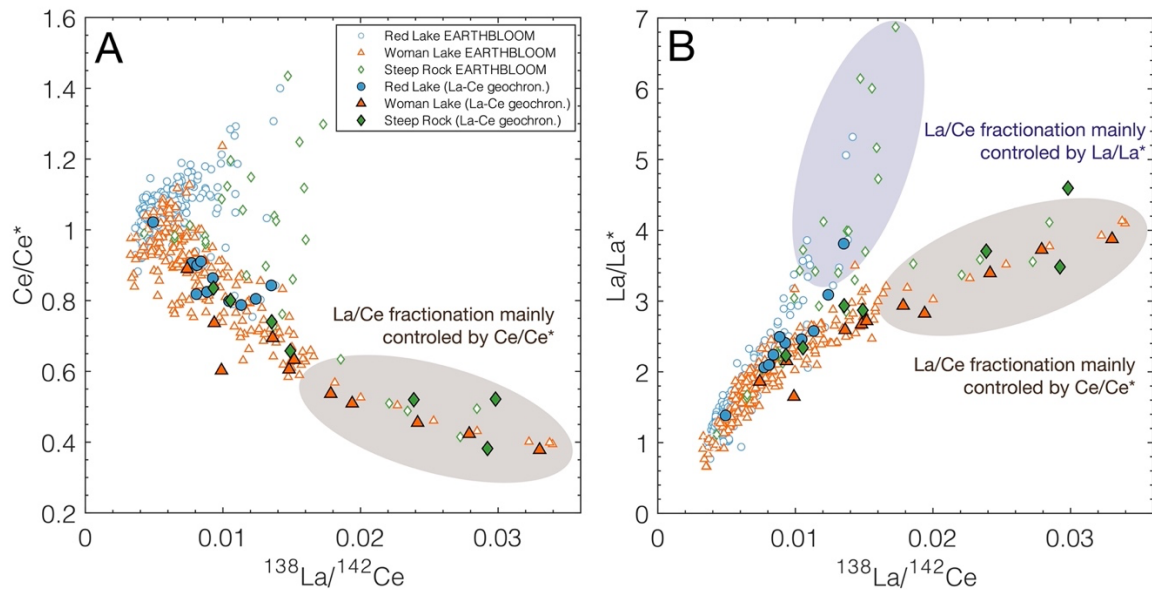 A
1.6
1.4
1.2
1
0.8
0.6
0.4
0.2
Ce/Ce*
0
0.01
0.02
0.03
138La/142Ce
Red Lake EARTHBLOOM
Woman Lake EARTHBLOOM
Steep Rock EARTHBLOOM
Red Lake (La-Ce geochron.)
Woman Lake (La-Ce geochron.)
Steep Rock (La-Ce geochron.)
La/Ce fractionation mainly
controled by Ce/Ce*
B
7
6
5
4
3
2
1
0
La/La*
0
0.01
0.02
0.03
138La/142Ce
La/Ce fractionation mainly
controled by La/La*
La/Ce fractionation mainly
controled by Ce/Ce*